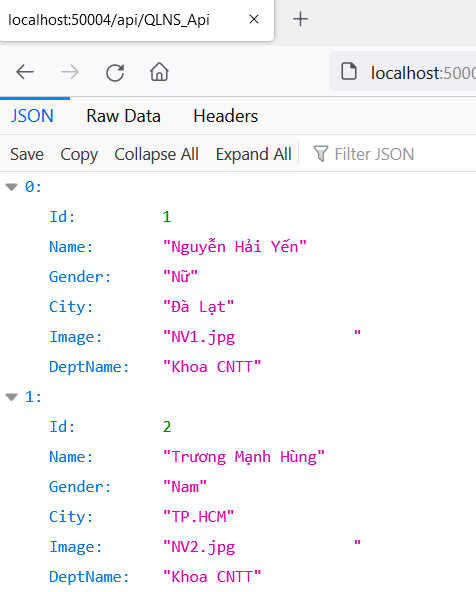 localhost:50004/api/QLNS_Api
localhost:5000
JSON Raw Data Headers
Save Copy Collapse All Expand All Filter JSON
0:
Id: 1
Name: "Nguyễn Hải Yến"
Gender: "Nữ"
City: "Đà Lạt"
Image: "NV1.jpg             "
DeptName: "Khoa CNTT"
1:
Id: 2
Name: "Trương Mạnh Hùng"
Gender: "Nam"
City: "TP.HCM"
Image: "NV2.jpg             "
DeptName: "Khoa CNTT"